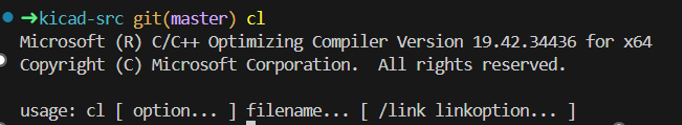 ➜kicad-src git(master) cl
Microsoft (R) C/C++ Optimizing Compiler Version 19.42.34436 for x64
Copyright (C) Microsoft Corporation.  All rights reserved.
usage: cl [ option... ] filename... [ /link linkoption... ]